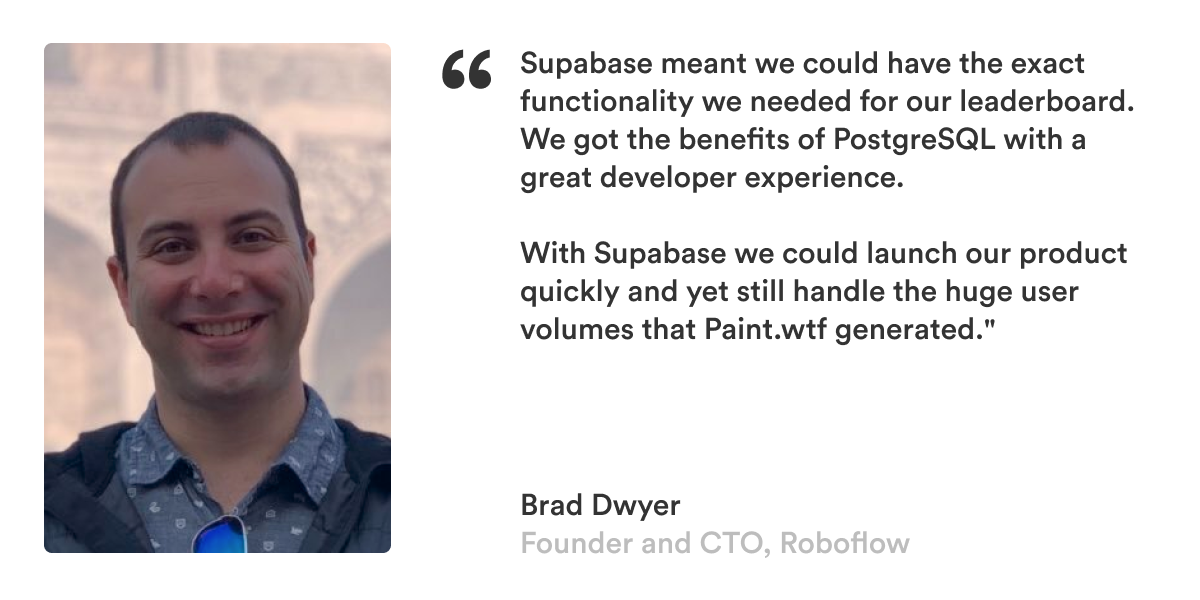 “
Supabase meant we could have the exact
functionality we needed for our leaderboard.
We got the benefits of PostgreSQL with a
great developer experience.
With Supabase we could launch our product
quickly and yet still handle the huge user
volumes that Paint.wtf generated."
Brad Dwyer
Founder and CTO, Roboflow